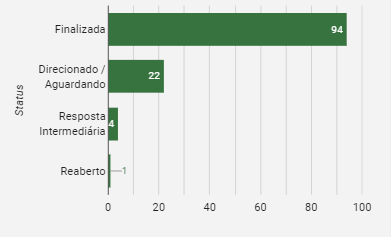 Status
Finalizada
94
Direcionado /
Aguardando
22
Resposta
Intermediária
4
Reaberto
1
0 20 40 60 80 100